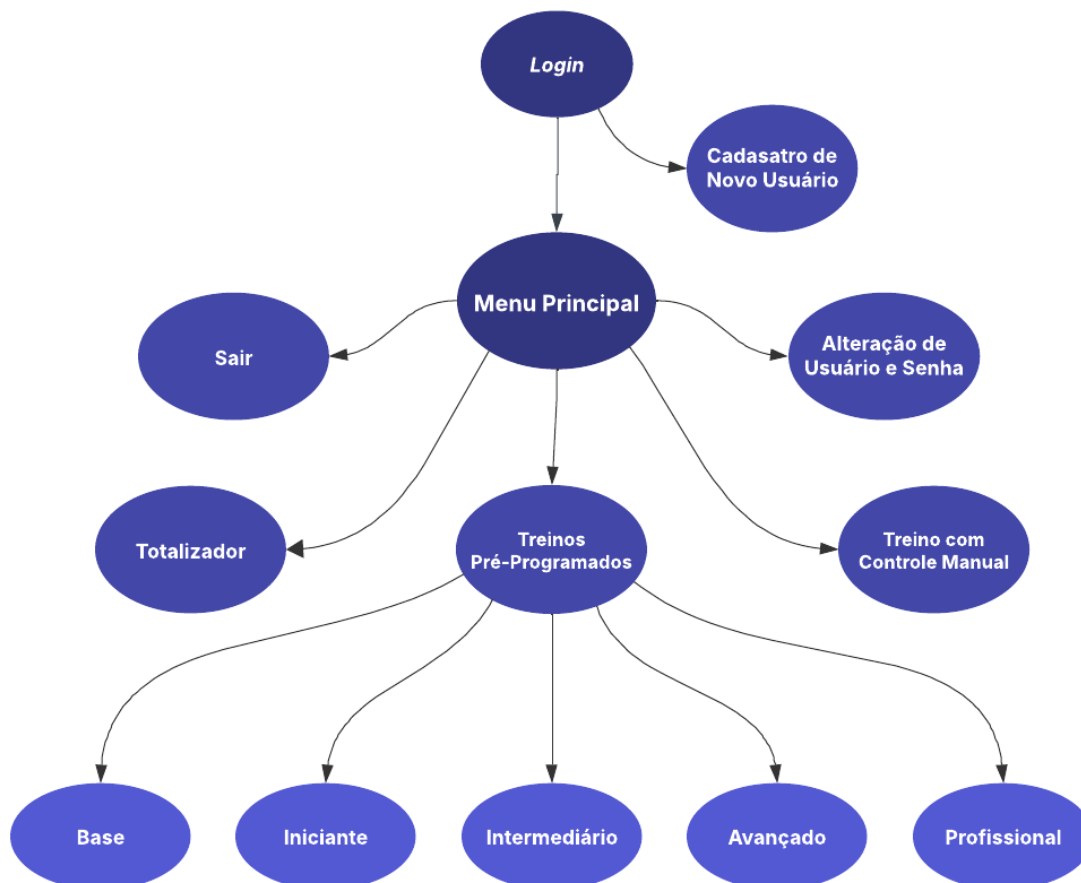 Login
Cadasatro de
Novo Usuário
Menu Principal
Sair
Alteração de
Usuário e Senha
Totalizador
Treinos
Pré-Programados
Treino com
Controle Manual
Base
Iniciante
Intermediário
Avançado
Profissional